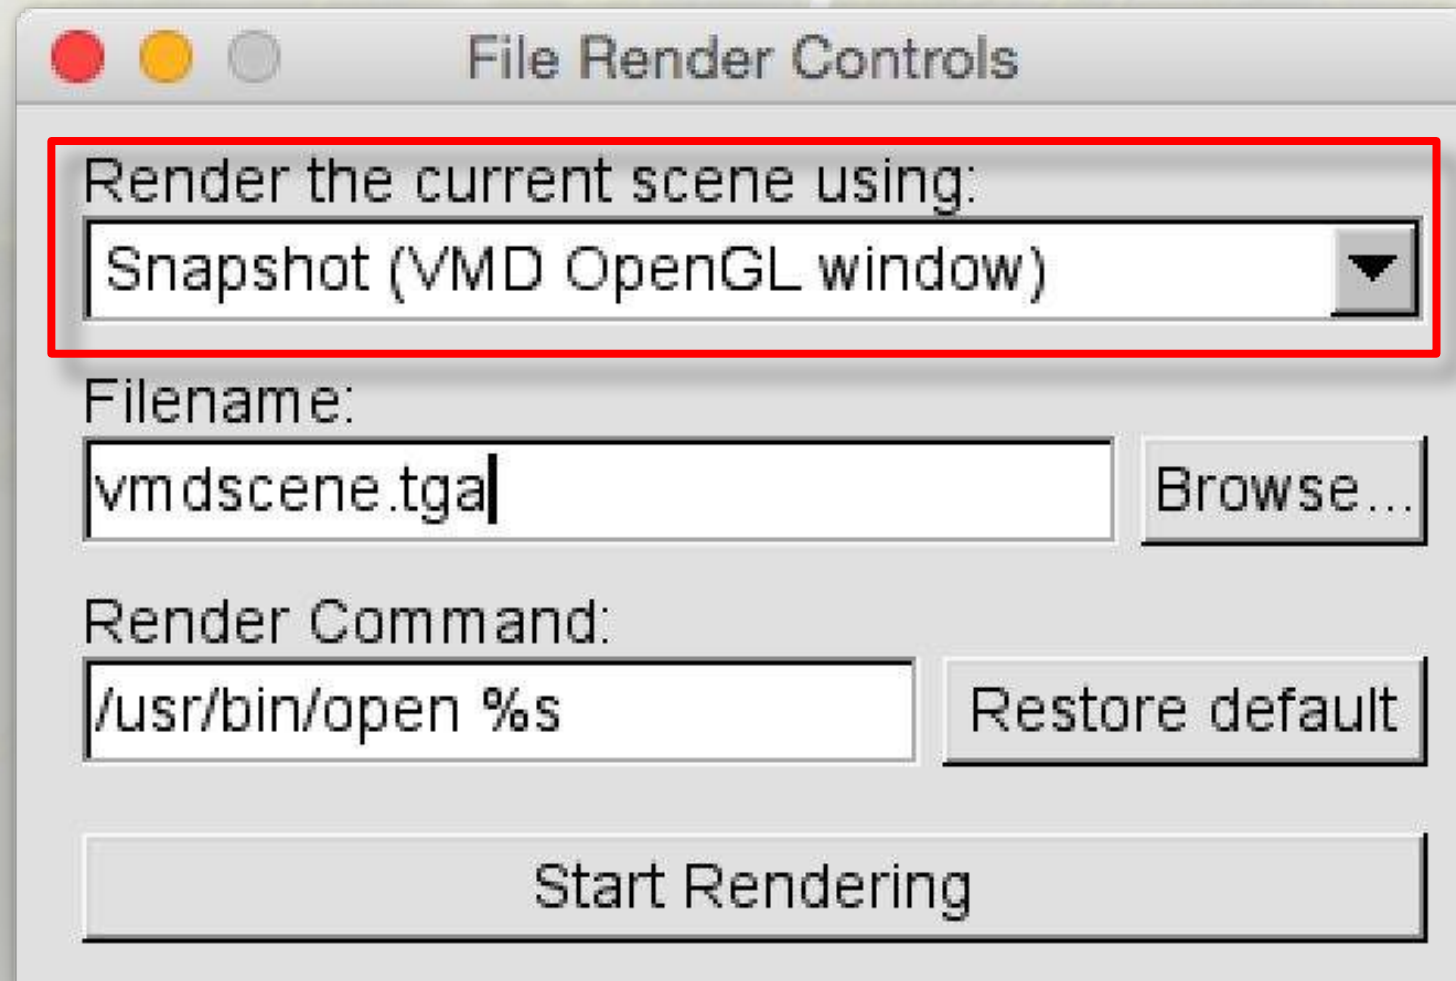 File Render Controls
Render the current scene using:
Snapshot (VMD OpenGL window)
Filename:
vmdscene.tga
Browse...
Render Command:
/usr/bin/open %s
Restore default
Start Rendering